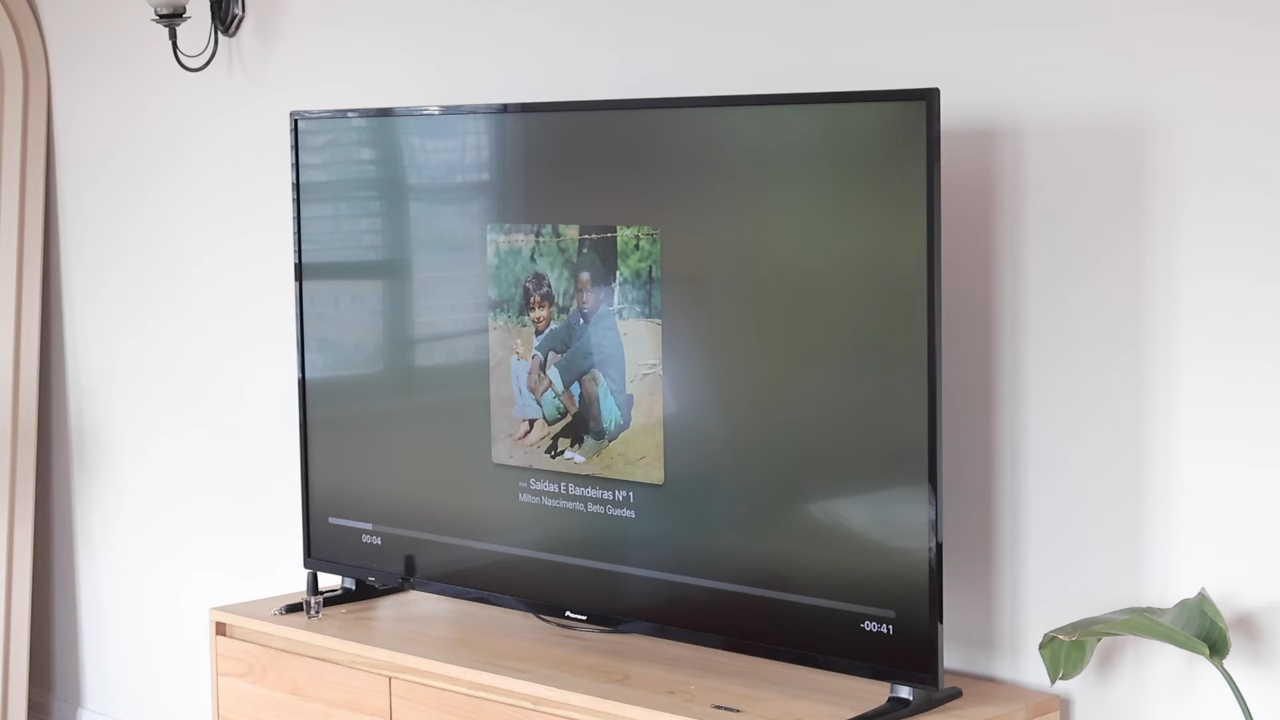 Saídas E Bandeiras Nº 1
Milton Nascimento, Beto Guedes
00:04
-00:41
Pioneer